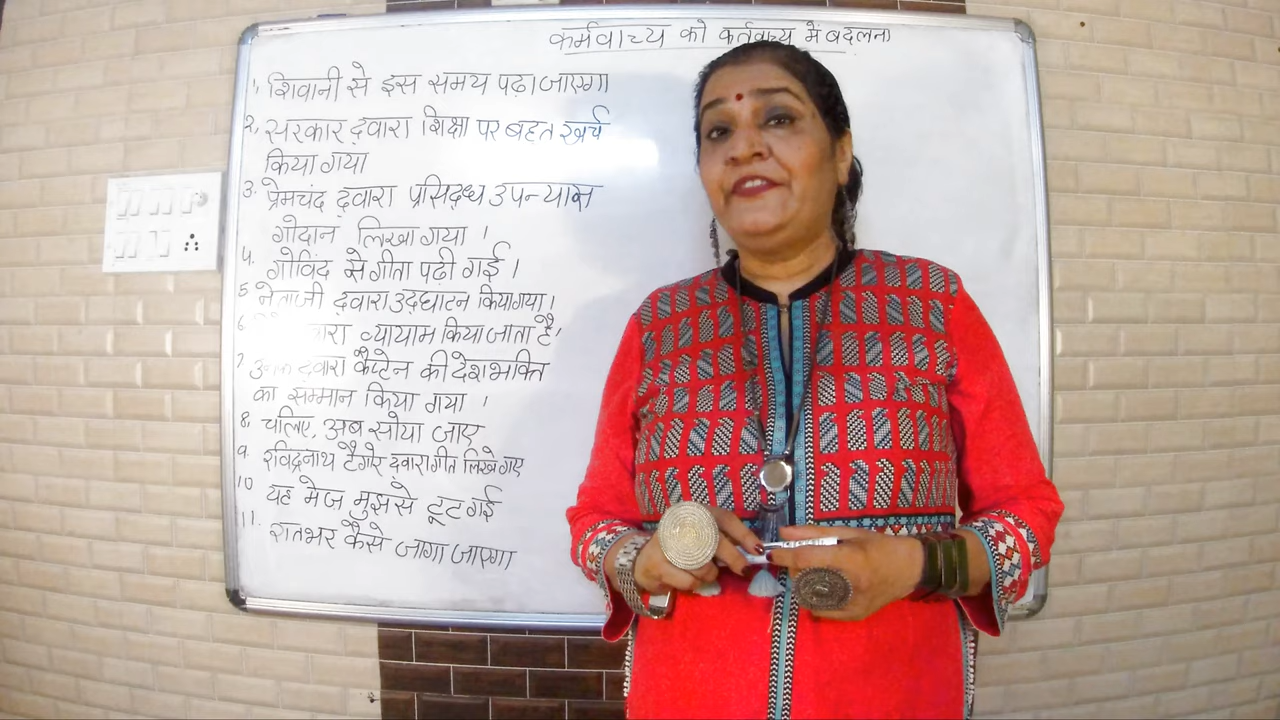 कर्मवाच्य को कर्तवाच्य में बदलना
1, शिवानी से इस समय पढ़ा जाएगा
2, सरकार द्वारा शिक्षा पर बहुत खर्च
किया गया
3. प्रेमचंद द्वारा प्रसिद्ध उपन्यास
गोदान लिखा गया ।
4. गोविंद से गीता पढ़ी गई ।
5 नेताजी द्वारा उद्घाटन किया गया ।
6 व्यायाम किया जाता है।
7. द्वारा कैप्टेन की देशभक्ति
का सम्मान किया गया ।
8. चलिए, अब सोया जाए
9. रविंद्रनाथ टैगोर द्वारा गीत लिखे गए
10 यह मेज मुझसे टूट गई
11. रातभर कैसे जागा जाएगा